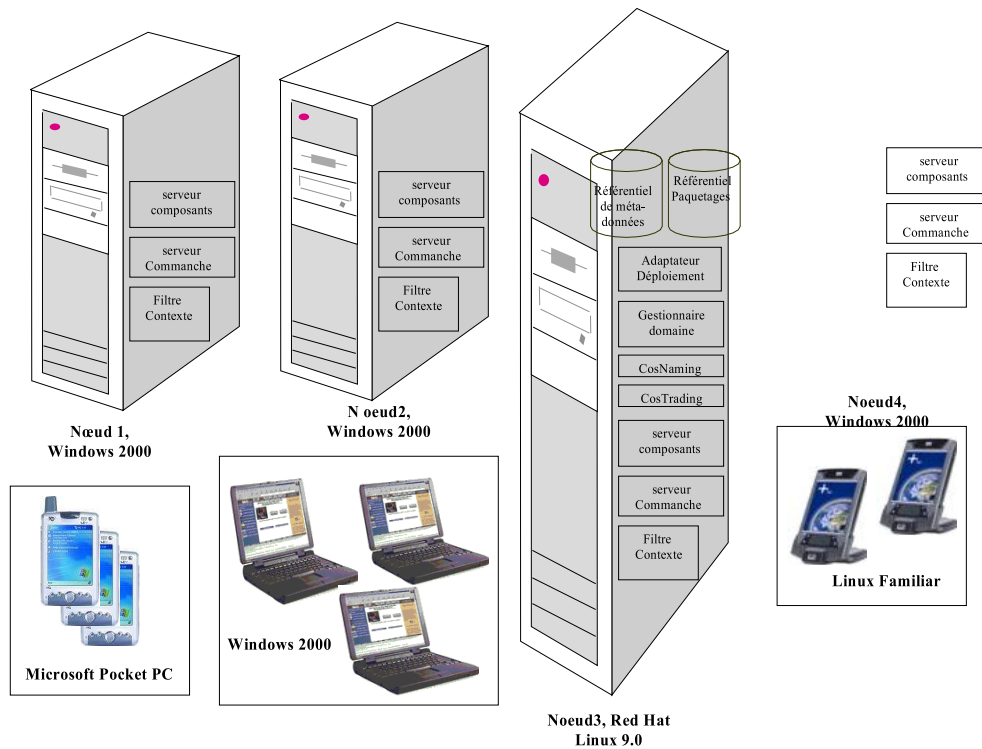 serveur
composants
serveur
Commanche
Filtre
Contexte
Nœud 1,
Windows 2000
serveur
composants
serveur
Commanche
Filtre
Contexte
N oeud2,
Windows 2000
Référentiel
de méta-
données
Référentiel
Paquetages
Adaptateur
Déploiement
Gestionnaire
domaine
CosNaming
CosTrading
serveur
composants
serveur
Commanche
Filtre
Contexte
Noeud3, Red Hat
Linux 9.0
serveur
composants
serveur
Commanche
Filtre
Contexte
Noeud4,
Windows 2000
Microsoft Pocket PC
Windows 2000
Linux Familiar